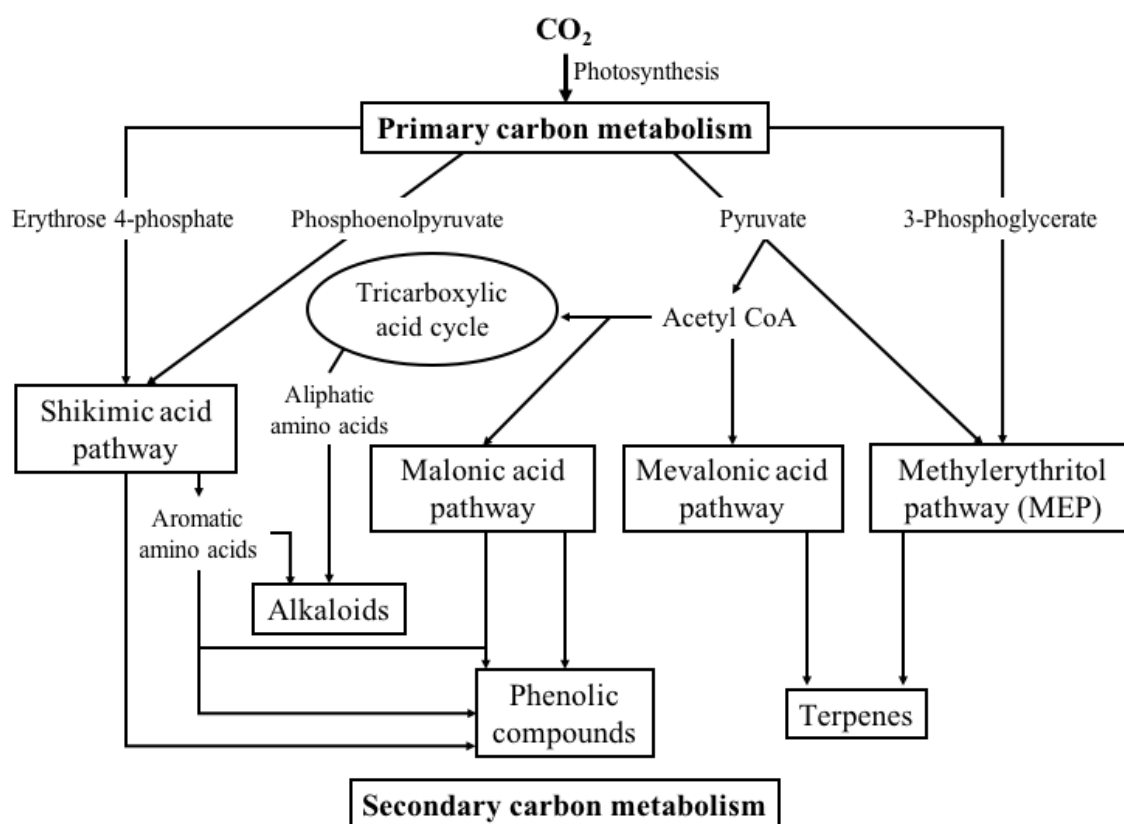 CO2
Photosynthesis
Primary carbon metabolism
Erythrose 4-phosphate
Phosphoenolpyruvate
Pyruvate
3-Phosphoglycerate
Tricarboxylic
acid cycle
Acetyl CoA
Shikimic acid
pathway
Aliphatic
amino acids
Malonic acid
pathway
Mevalonic acid
pathway
Methylerythritol
pathway (MEP)
Aromatic
amino acids
Alkaloids
Phenolic
compounds
Terpenes
Secondary carbon metabolism